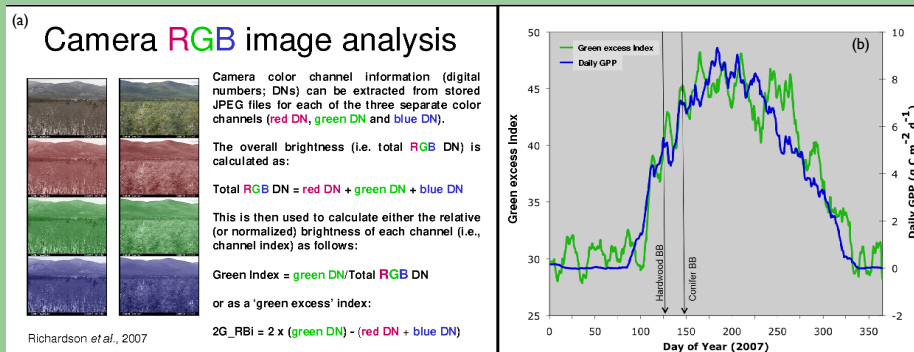 (a)
Camera RGB image analysis
Camera color channel information (digital
numbers; DNs) can be extracted from stored
JPEG files for each of the three separate color
channels (red DN, green DN and blue DN).
The overall brightness (i.e. total RGB DN) is
calculated as:
Total RGB DN = red DN + green DN + blue DN
This is then used to calculate either the relative
(or normalized) brightness of each channel (i.e.,
channel index) as follows:
Green Index = green DN/Total RGB DN
or as a ‘green excess’ index:
2G_RBi = 2 x (green DN) - (red DN + blue DN)
Richardson et al., 2007
(b)
Green excess Index
Daily GPP
50
45
40
35
30
25
Green excess Index
10
8
6
4
2
0
-2
Daily GPP (g C m-2 d-1)
Hardwood BB
Conifer BB
0 50 100 150 200 250 300 350
Day of Year (2007)